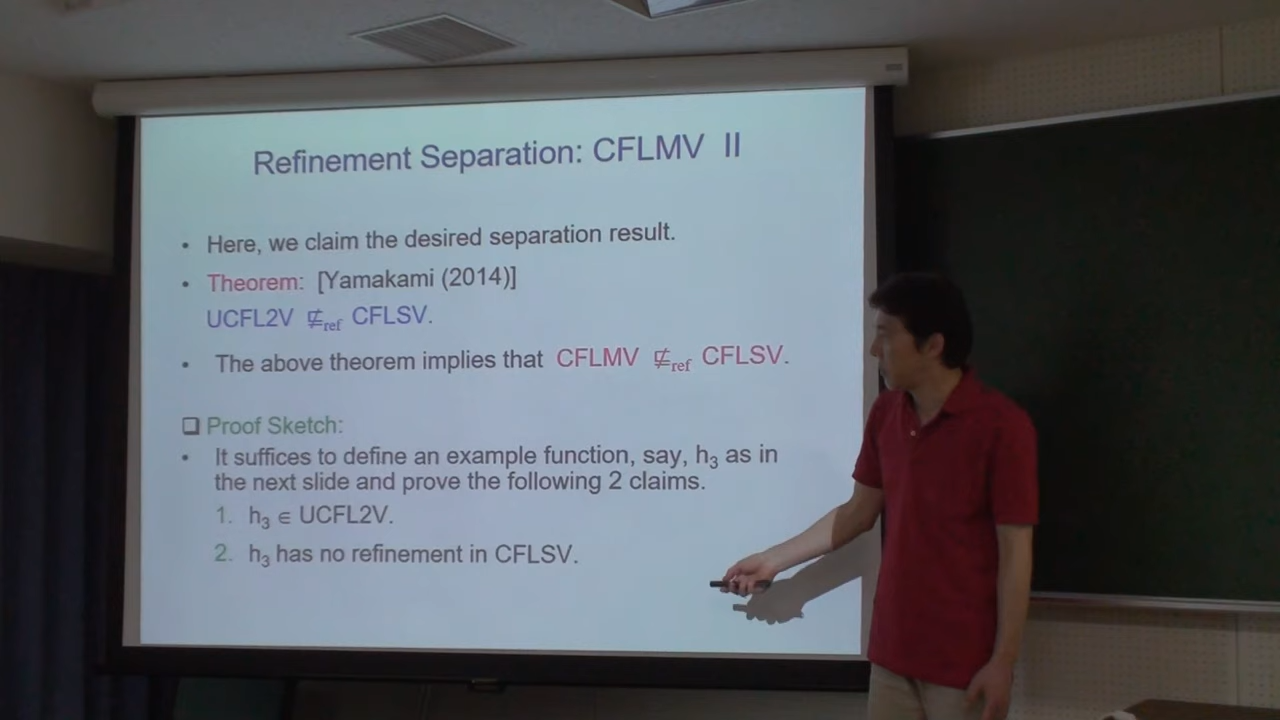 Refinement Separation: CFLMV II
• Here, we claim the desired separation result.
• Theorem: [Yamakami (2014)]
UCFL2V ⋢ref CFLSV.
• The above theorem implies that CFLMV ⋢ref CFLSV.
❑ Proof Sketch:
• It suffices to define an example function, say, h₃ as in
the next slide and prove the following 2 claims.
1. h₃ ∈ UCFL2V.
2. h₃ has no refinement in CFLSV.